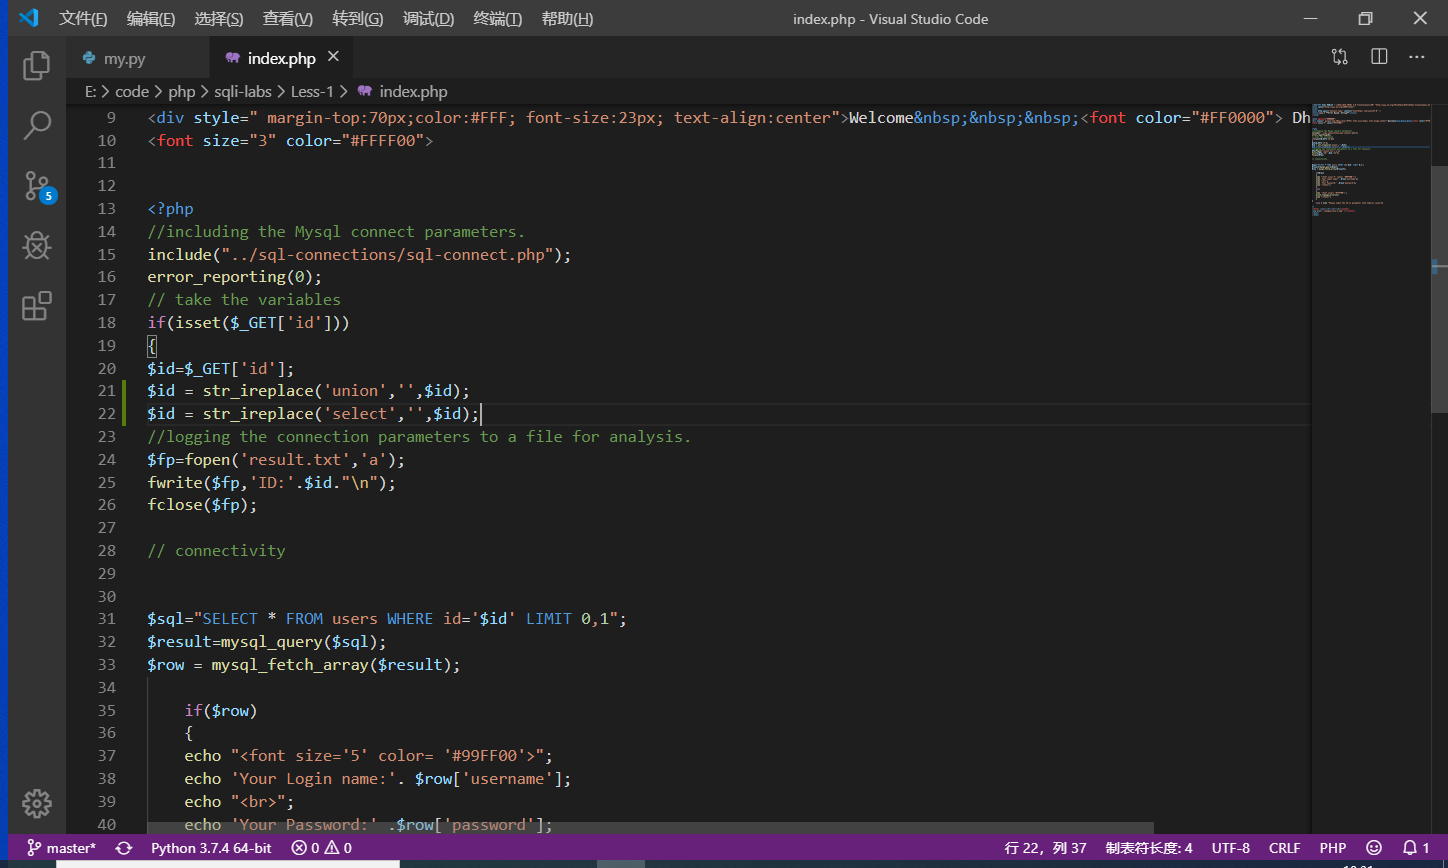 文件(F) 编辑(E) 选择(S) 查看(V) 转到(G) 调试(D) 终端(T) 帮助(H) index.php - Visual Studio Code
my.py index.php
E: > code > php > sqli-labs > Less-1 > index.php
9 <div style=" margin-top:70px;color:#FFF; font-size:23px; text-align:center">Welcome&nbsp;&nbsp;&nbsp;<font color="#FF0000"> Dh
10 <font size="3" color="#FFFF00">
11
12
13 <?php
14 //including the Mysql connect parameters.
15 include("../sql-connections/sql-connect.php");
16 error_reporting(0);
17 // take the variables
18 if(isset($_GET['id']))
19 {
20 $id=$_GET['id'];
21 $id = str_ireplace('union','',$id);
22 $id = str_ireplace('select','',$id);
23 //logging the connection parameters to a file for analysis.
24 $fp=fopen('result.txt','a');
25 fwrite($fp,'ID:'.$id."\n");
26 fclose($fp);
27
28 // connectivity
29
30
31 $sql="SELECT * FROM users WHERE id='$id' LIMIT 0,1";
32 $result=mysql_query($sql);
33 $row = mysql_fetch_array($result);
34
35 if($row)
36 {
37 echo "<font size='5' color= '#99FF00'>";
38 echo 'Your Login name:'. $row['username'];
39 echo "<br>";
40 echo 'Your Password:' .$row['password'];
5
master* Python 3.7.4 64-bit 0 0 行 22，列 37 制表符长度: 4 UTF-8 CRLF PHP 1